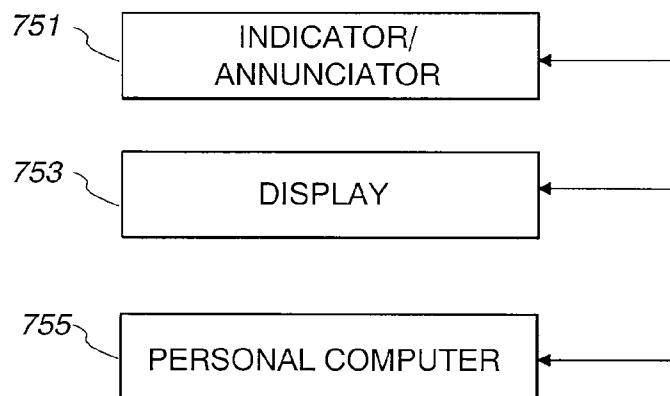 751
INDICATOR/
ANNUNCIATOR
753
DISPLAY
755
PERSONAL COMPUTER